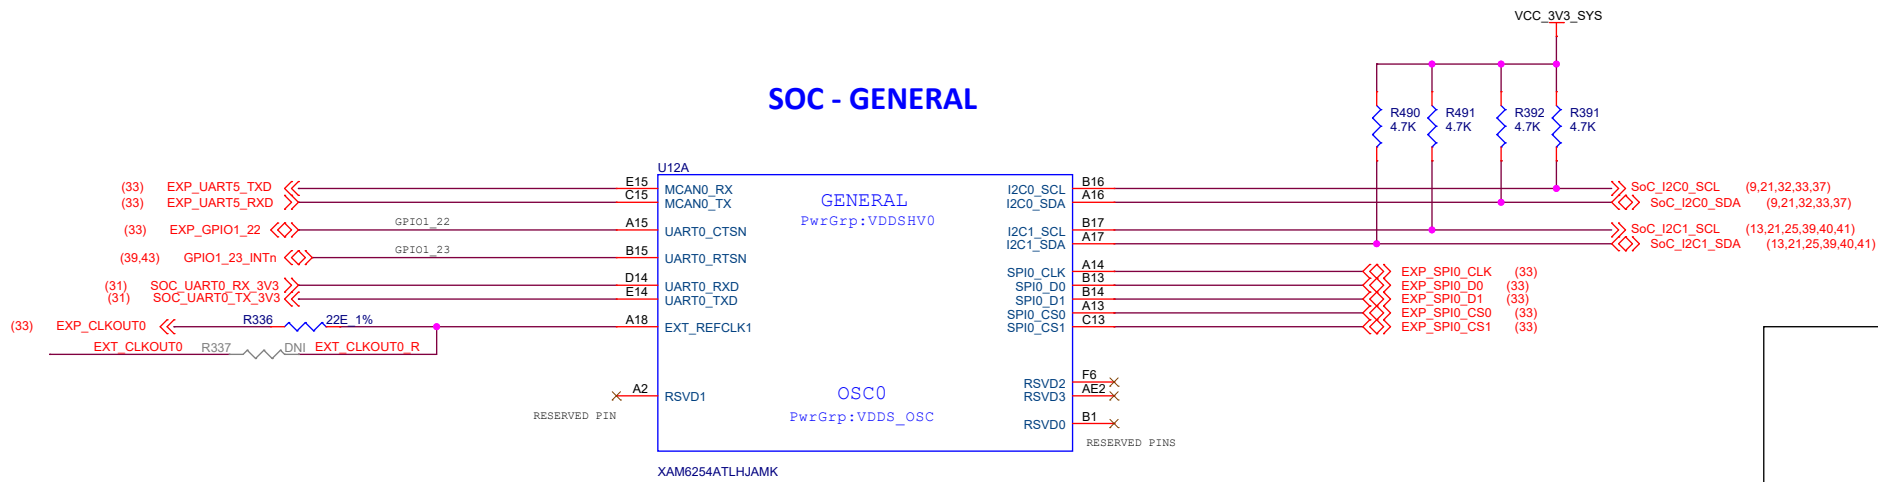 VCC_3V3_SYS
SOC - GENERAL
R490 R491 R392 R391
4.7K 4.7K 4.7K 4.7K
U12A
(33) EXP_UART5_TXD E15 MCAN0_RX
(33) EXP_UART5_RXD C15 MCAN0_TX
(33) EXP_GPIO1_22 GPIO1_22 A15 UART0_CTSN
(39,43) GPIO1_23_INTn GPIO1_23 B15 UART0_RTSN
(31) SOC_UART0_RX_3V3 D14 UART0_RXD
(31) SOC_UART0_TX_3V3 E14 UART0_TXD
(33) EXP_CLKOUT0 R336 22E_1% A18 EXT_REFCLK1
EXT_CLKOUT0 R337 DNI EXT_CLKOUT0_R
A2 RSVD1
RESERVED PIN
GENERAL
PwrGrp:VDDSHV0
OSC0
PwrGrp:VDDS_OSC
I2C0_SCL B16 SoC_I2C0_SCL (9,21,32,33,37)
I2C0_SDA A16 SoC_I2C0_SDA (9,21,32,33,37)
I2C1_SCL B17 SoC_I2C1_SCL (13,21,25,39,40,41)
I2C1_SDA A17 SoC_I2C1_SDA (13,21,25,39,40,41)
SPI0_CLK A14 EXP_SPI0_CLK (33)
SPI0_D0 B13 EXP_SPI0_D0 (33)
SPI0_D1 B14 EXP_SPI0_D1 (33)
SPI0_CS0 A13 EXP_SPI0_CS0 (33)
SPI0_CS1 C13 EXP_SPI0_CS1 (33)
RSVD2 F6
RSVD3 AE2
RSVD0 B1
RESERVED PINS
XAM6254ATLHJAMK